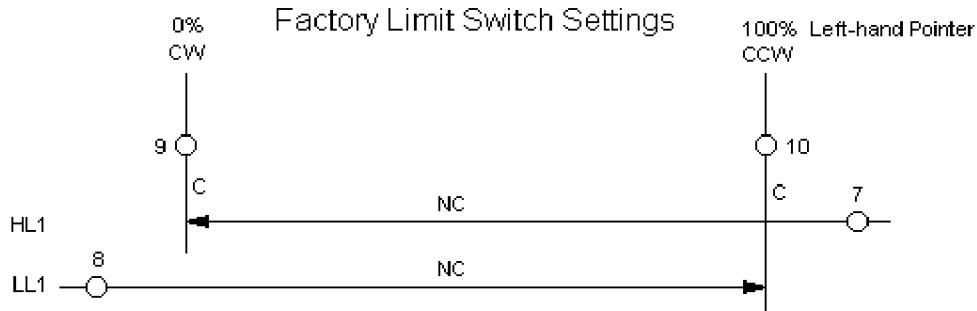 Factory Limit Switch Settings
0%
CW
100% Left-hand Pointer
CCW
9
10
C
C
7
NC
HL1
8
NC
LL1